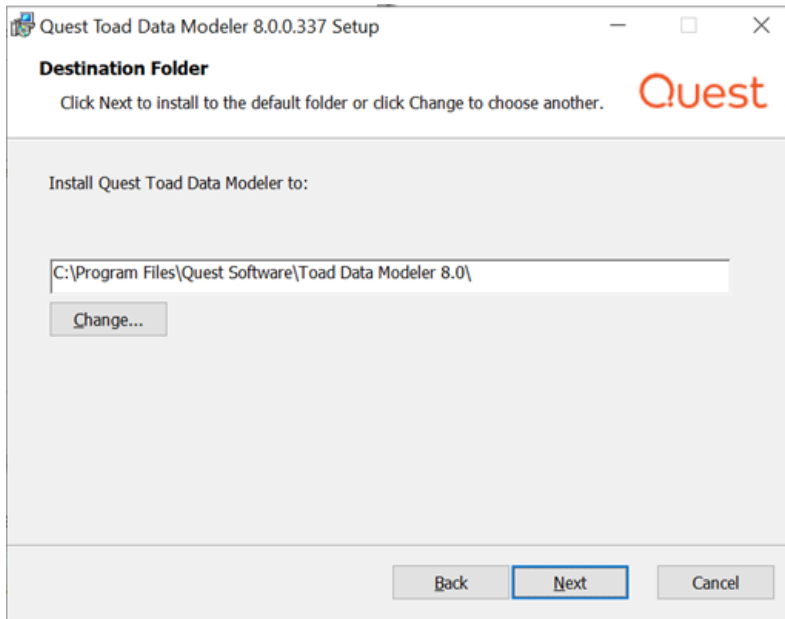 Quest Toad Data Modeler 8.0.0.337 Setup
Destination Folder
Click Next to install to the default folder or click Change to choose another.
Quest
Install Quest Toad Data Modeler to:
C:\Program Files\Quest Software\Toad Data Modeler 8.0\
Change...
Back Next Cancel